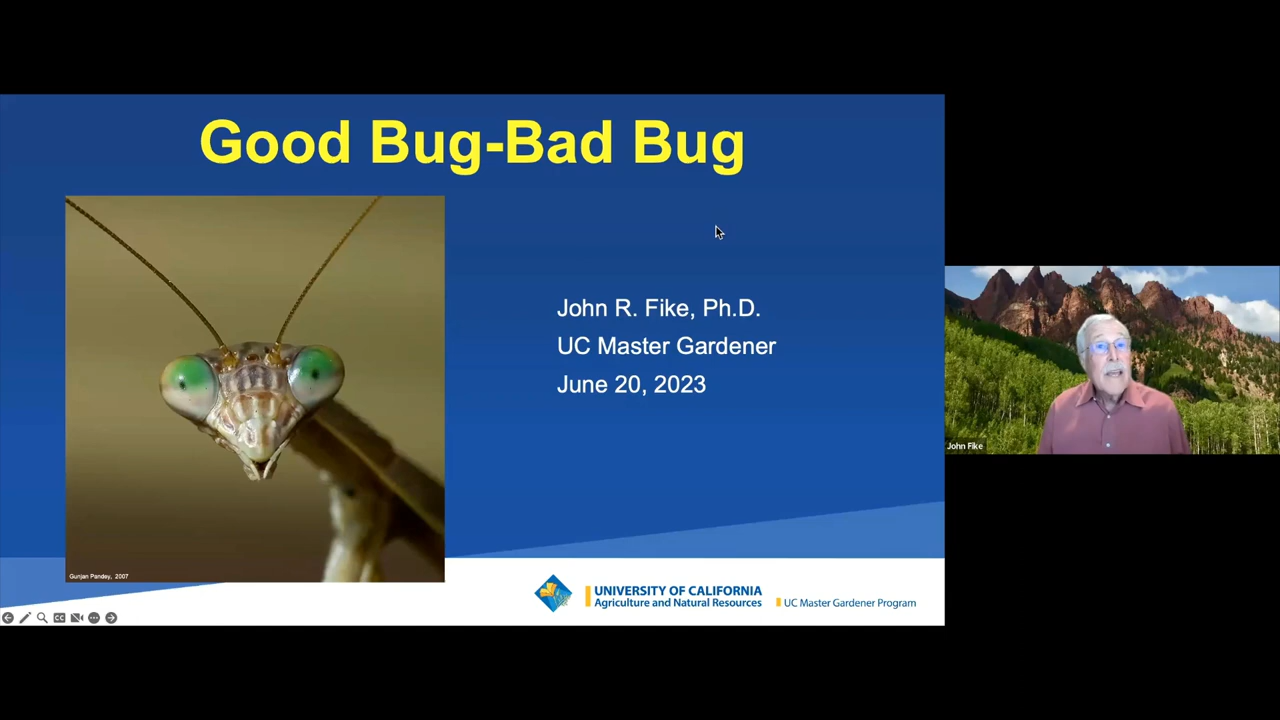 Good Bug-Bad Bug
John R. Fike, Ph.D.
UC Master Gardener
June 20, 2023
John Fike
Gunjan Pandey, 2007
UNIVERSITY OF CALIFORNIA
Agriculture and Natural Resources
UC Master Gardener Program
CC